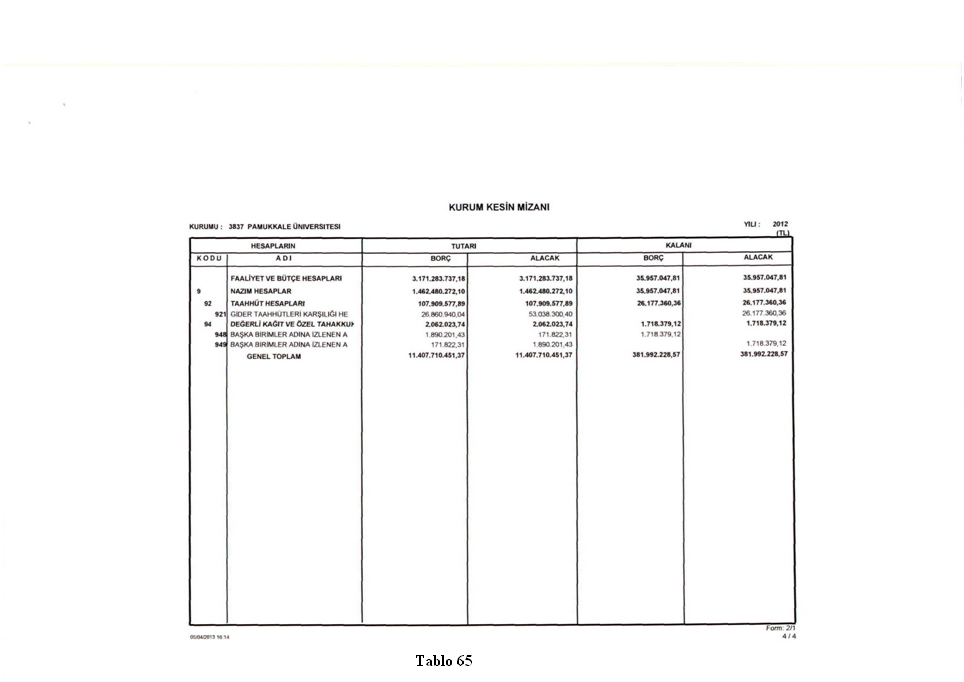 KURUM KESİN MİZANI
KURUMU : 3837 PAMUKKALE ÜNİVERSİTESİ YILI : 2012
(TL)
HESAPLARIN TUTARI KALANI
KODU ADI BORÇ ALACAK BORÇ ALACAK
FAALİYET VE BÜTÇE HESAPLARI 3.171.283.737,18 3.171.283.737,18 35.957.047,81 35.957.047,81
9 NAZIM HESAPLAR 1.462.480.272,10 1.462.480.272,10 35.957.047,81 35.957.047,81
92 TAAHHÜT HESAPLARI 107.909.577,89 107.909.577,89 26.177.360,36 26.177.360,36
921 GİDER TAAHHÜTLERİ KARŞILIĞI HE 26.860.940,04 53.038.300,40 26.177.360,36
94 DEĞERLİ KAĞIT VE ÖZEL TAHAKKUK 2.062.023,74 2.062.023,74 1.718.379,12 1.718.379,12
948 BAŞKA BİRİMLER ADINA İZLENEN A 1.890.201,43 171.822,31 1.718.379,12
949 BAŞKA BİRİMLER ADINA İZLENEN A 171.822,31 1.890.201,43 1.718.379,12
GENEL TOPLAM 11.407.710.451,37 11.407.710.451,37 381.992.228,57 381.992.228,57
Form: 2/1
05/04/2013 16:14 4 / 4
Tablo 65